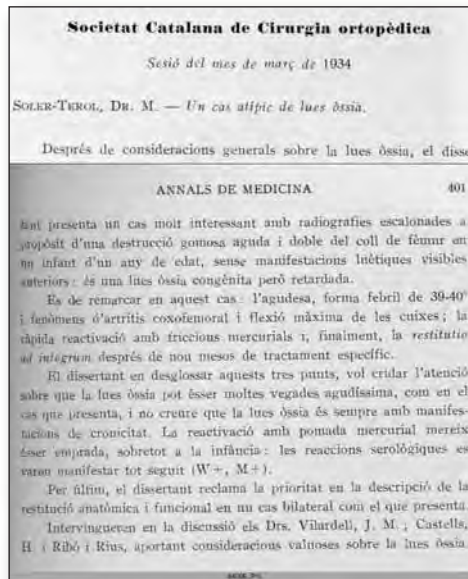 Societat Catalana de Cirurgia ortopèdica
Sesió del mes de març de 1934
SOLER-TEROL, DR. M. — Un cas atípic de lues òssia.
Després de consideracions generals sobre la lues òssia, el disse
ANNALS DE MEDICINA 401
tant presenta un cas molt interessant amb radiografies escalonades a
propòsit d'una destrucció gomosa aguda i doble del coll de fèmur en
un infant d'un any de edat, sense manifestacions luètiques visibles
anteriors: és una lues òssia congènita però retardada.
Es de remarcar en aquest cas: l'agudesa, forma febril de 39-40º
i fenòmens d'artritis coxofemoral i flexió màxima de les cuixes; la
ràpida reactivació amb friccions mercurials i, finalment, la restitutio
ad integrum després de nou mesos de tractament específic.
El dissertant en desglossar aquests tres punts, vol cridar l'atenció
sobre que la lues òssia pot ésser moltes vegades agudíssima, com en el
cas que presenta, i no creure que la lues òssia és sempre amb manifes-
tacions de cronicitat. La reactivació amb pomada mercurial mereix
ésser emprada, sobretot a la infància: les reaccions serològiques es
varen manifestar tot seguit (W+, M+).
Per últim, el dissertant reclama la prioritat en la descripció de la
restitució anatòmica i funcional en un cas bilateral com el que presenta.
Intervingueren en la discussió els Drs. Vilardell, J. M.; Castells,
H. i Ribó i Rius, aportant consideracions valuoses sobre la lues òssia.